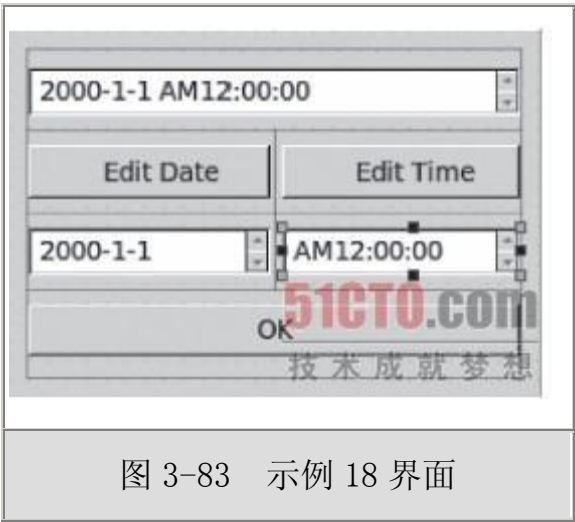 2000-1-1 AM12:00:00
Edit Date Edit Time
2000-1-1 AM12:00:00
OK
51CTO.com
技术成就梦想
图 3-83 示例 18 界面